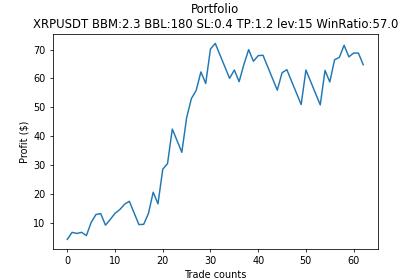 Portfolio
XRPUSDT BBM:2.3 BBL:180 SL:0.4 TP:1.2 lev:15 WinRatio:57.0
70
60
50
40
30
20
10
Profit ($)
0 10 20 30 40 50 60
Trade counts